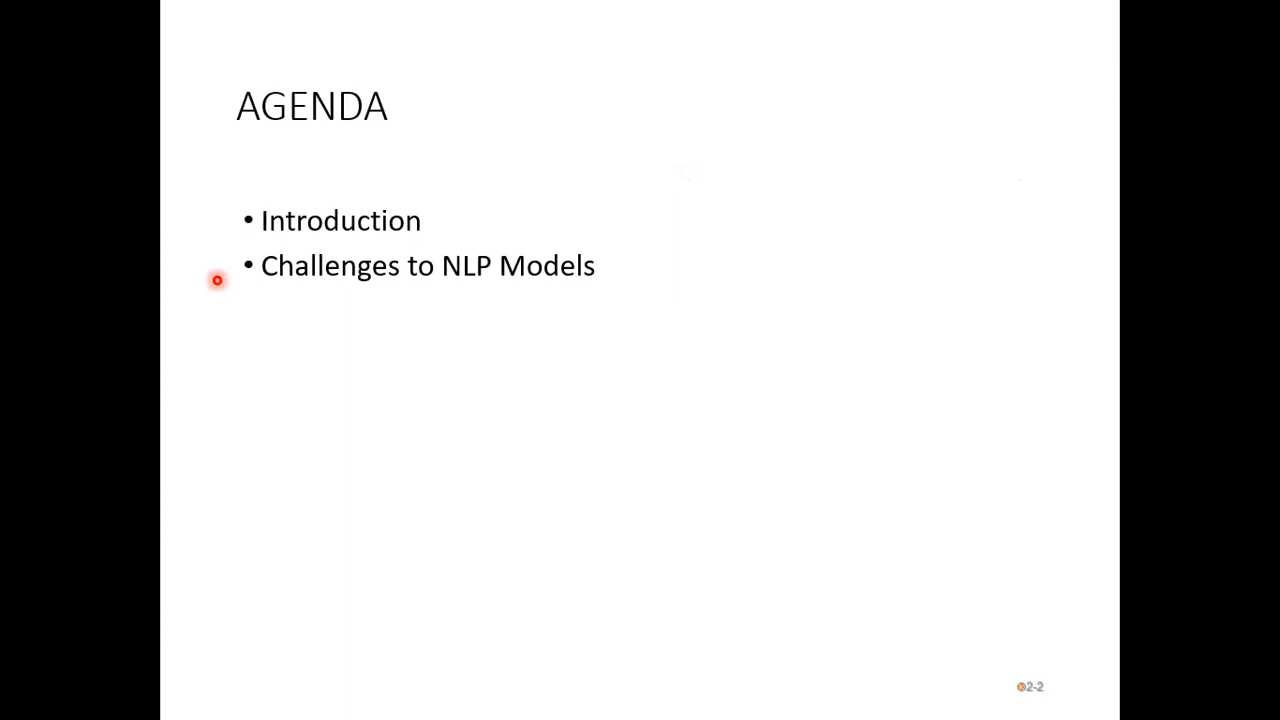 AGENDA
• Introduction
• Challenges to NLP Models
2-2